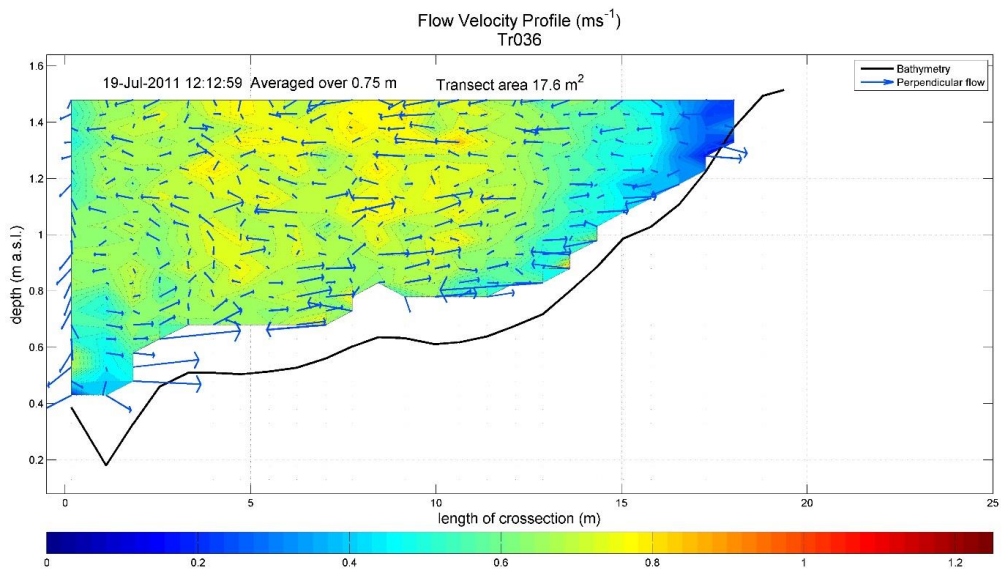 Flow Velocity Profile (ms-1)
Tr036
19-Jul-2011 12:12:59 Averaged over 0.75 m
Transect area 17.6 m2
Bathymetry
Perpendicular flow
depth (m a.s.l.)
1.6
1.4
1.2
1
0.8
0.6
0.4
0.2
0 5 10 15 20 25
length of crossection (m)
0 0.2 0.4 0.6 0.8 1 1.2